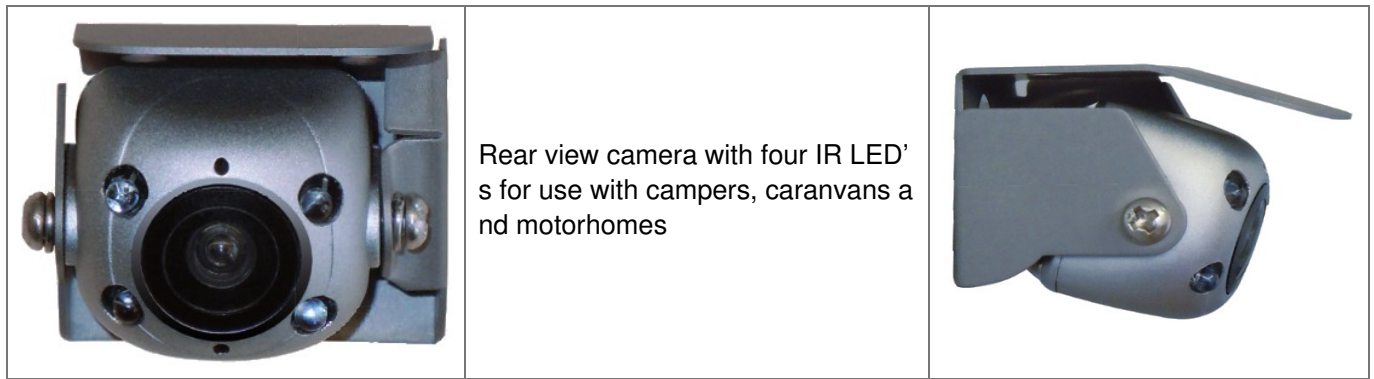 Rear view camera with four IR LED'
s for use with campers, caranvans a
nd motorhomes